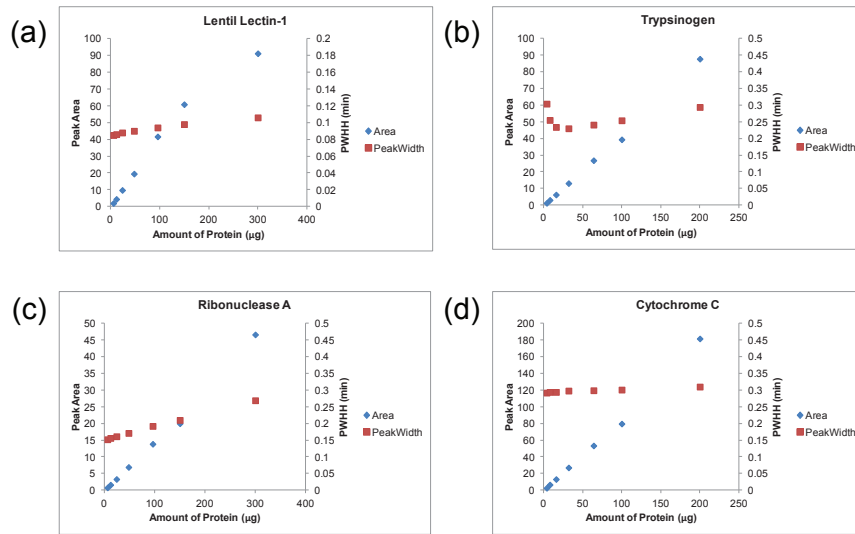 (a)
Lentil Lectin-1
100
90
80
70
60
50
40
30
20
10
0
Peak Area
0.2
0.18
0.16
0.14
0.12
0.1
0.08
0.06
0.04
0.02
0
PWHH (min)
0 100 200 300 400
Amount of Protein (µg)
Area
PeakWidth
(b)
Trypsinogen
100
90
80
70
60
50
40
30
20
10
0
Peak Area
0.5
0.45
0.4
0.35
0.3
0.25
0.2
0.15
0.1
0.05
0
PWHH (min)
0 50 100 150 200 250
Amount of Protein (µg)
Area
PeakWidth
(c)
Ribonuclease A
50
45
40
35
30
25
20
15
10
5
0
Peak Area
0.5
0.45
0.4
0.35
0.3
0.25
0.2
0.15
0.1
0.05
0
PWHH (min)
0 100 200 300 400
Amount of Protein (µg)
Area
PeakWidth
(d)
Cytochrome C
200
180
160
140
120
100
80
60
40
20
0
Peak Area
0.5
0.45
0.4
0.35
0.3
0.25
0.2
0.15
0.1
0.05
0
PWHH (min)
0 50 100 150 200 250
Amount of Protein (µg)
Area
PeakWidth